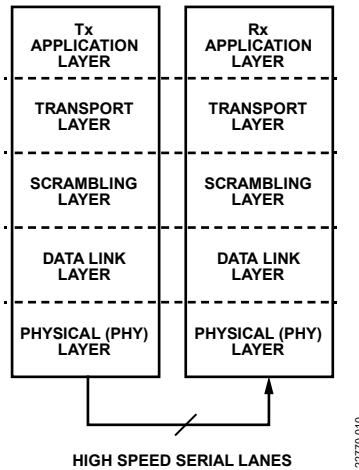 Tx
APPLICATION
LAYER
Rx
APPLICATION
LAYER
TRANSPORT
LAYER
TRANSPORT
LAYER
SCRAMBLING
LAYER
SCRAMBLING
LAYER
DATA LINK
LAYER
DATA LINK
LAYER
PHYSICAL (PHY)
LAYER
PHYSICAL (PHY)
LAYER
HIGH SPEED SERIAL LANES